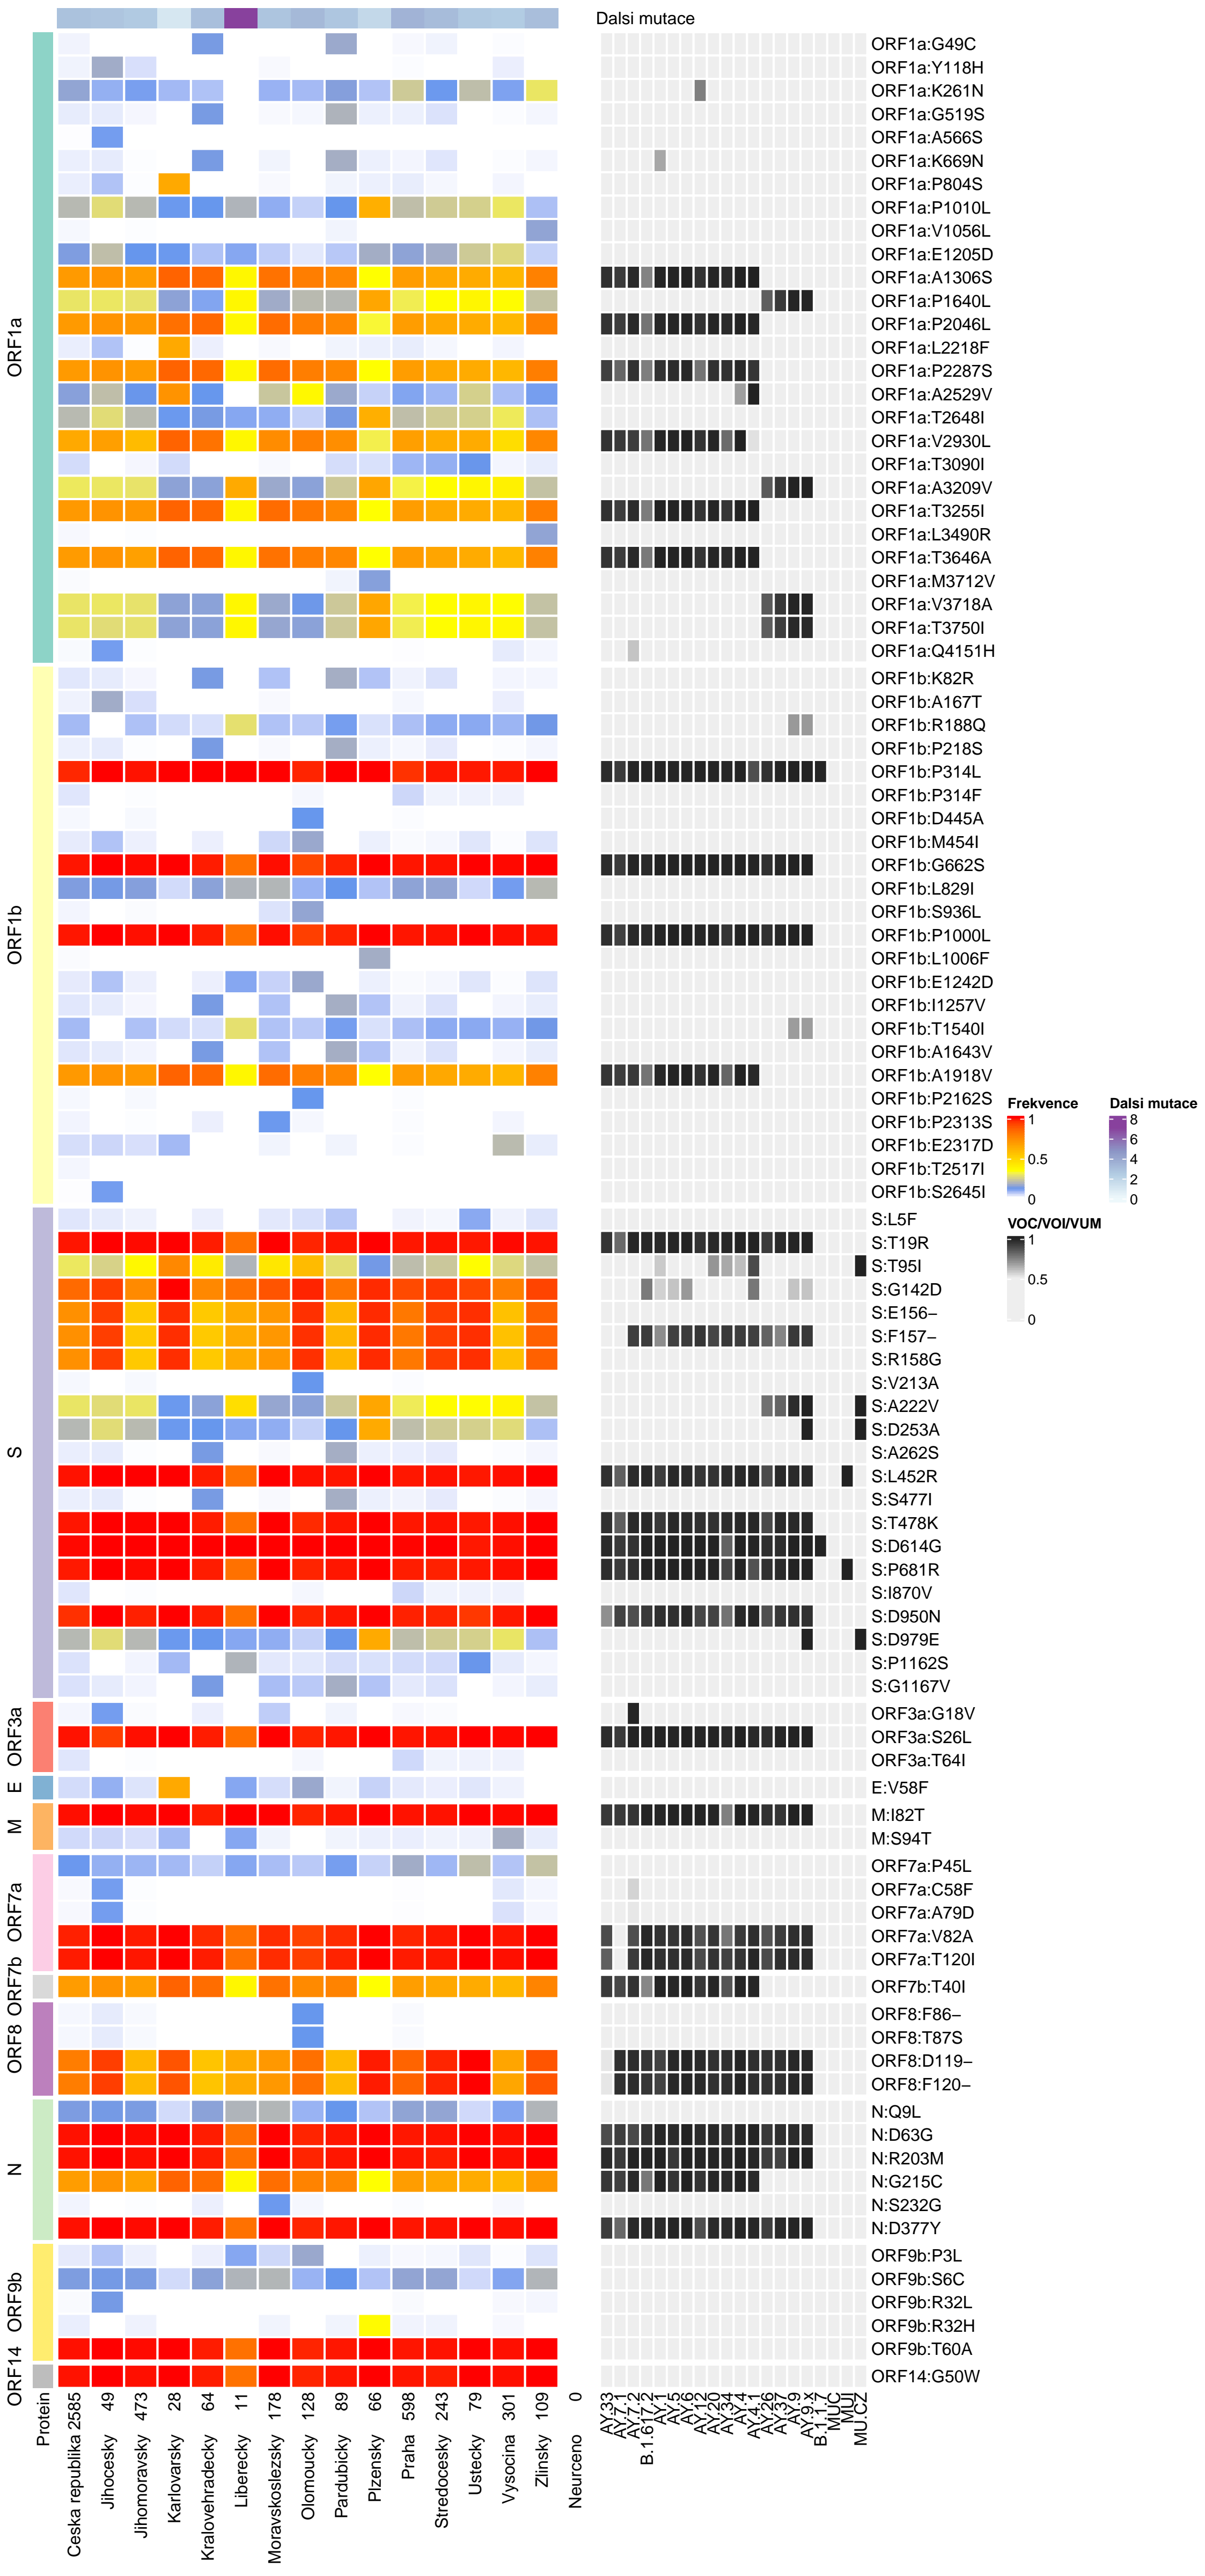 Dalsi mutace
ORF1a:G49C
ORF1a:Y118H
ORF1a:K261N
ORF1a:G519S
ORF1a:A566S
ORF1a:K669N
ORF1a:P804S
ORF1a:P1010L
ORF1a:V1056L
ORF1a:E1205D
ORF1a:A1306S
ORF1a:P1640L
ORF1a:P2046L
ORF1a:L2218F
ORF1a:P2287S
ORF1a:A2529V
ORF1a:T2648I
ORF1a:V2930L
ORF1a:T3090I
ORF1a:A3209V
ORF1a:T3255I
ORF1a:L3490R
ORF1a:T3646A
ORF1a:M3712V
ORF1a:V3718A
ORF1a:T3750I
ORF1a:Q4151H
ORF1b:K82R
ORF1b:A167T
ORF1b:R188Q
ORF1b:P218S
ORF1b:P314L
ORF1b:P314F
ORF1b:D445A
ORF1b:M454I
ORF1b:G662S
ORF1b:L829I
ORF1b:S936L
ORF1b:P1000L
ORF1b:L1006F
ORF1b:E1242D
ORF1b:I1257V
ORF1b:T1540I
ORF1b:A1643V
ORF1b:A1918V
ORF1b:P2162S
ORF1b:P2313S
ORF1b:E2317D
ORF1b:T2517I
ORF1b:S2645I
S:L5F
S:T19R
S:T95I
S:G142D
S:E156–
S:F157–
S:R158G
S:V213A
S:A222V
S:D253A
S:A262S
S:L452R
S:S477I
S:T478K
S:D614G
S:P681R
S:I870V
S:D950N
S:D979E
S:P1162S
S:G1167V
ORF3a:G18V
ORF3a:S26L
ORF3a:T64I
E:V58F
M:I82T
M:S94T
ORF7a:P45L
ORF7a:C58F
ORF7a:A79D
ORF7a:V82A
ORF7a:T120I
ORF7b:T40I
ORF8:F86–
ORF8:T87S
ORF8:D119–
ORF8:F120–
N:Q9L
N:D63G
N:R203M
N:G215C
N:S232G
N:D377Y
ORF9b:P3L
ORF9b:S6C
ORF9b:R32L
ORF9b:R32H
ORF9b:T60A
ORF14:G50W
ORF1a
ORF1b
S
ORF3a
E
M
ORF7a
ORF7b
ORF8
N
ORF9b
ORF14
Protein
Ceska republika 2585
Jihocesky 49
Jihomoravsky 473
Karlovarsky 28
Kralovehradecky 64
Liberecky 11
Moravskoslezsky 178
Olomoucky 128
Pardubicky 89
Plzensky 66
Praha 598
Stredocesky 243
Ustecky 79
Vysocina 301
Zlinsky 109
Neurceno 0
AY.33
AY.7.1
AY.7.2
B.1.617.2
AY.1
AY.5
AY.6
AY.12
AY.20
AY.34
AY.4
AY.4.1
AY.26
AY.37
AY.9
AY.9.x
B.1.1.7
MUC
MUI
MU.CZ
Frekvence
1
0.5
0
Dalsi mutace
8
6
4
2
0
VOC/VOI/VUM
1
0.5
0